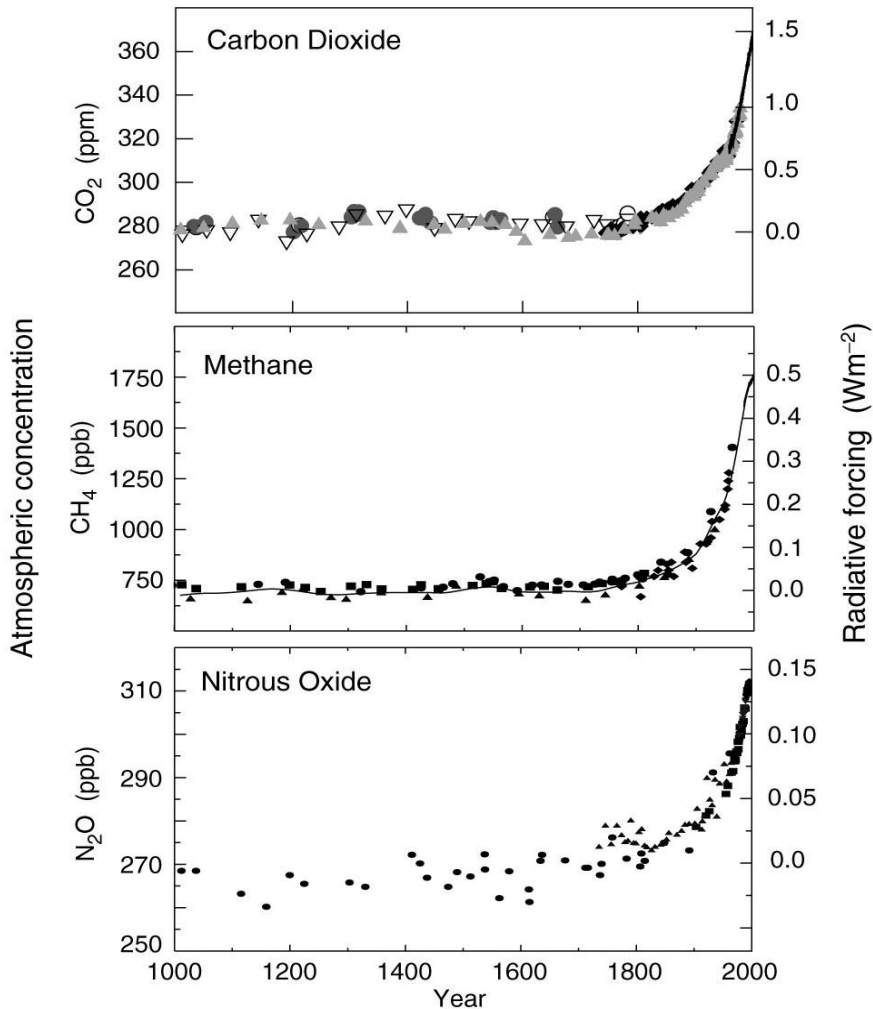 Atmospheric concentration
Radiative forcing (Wm⁻²)
Carbon Dioxide
CO₂ (ppm)
360
340
320
300
280
260
1.5
1.0
0.5
0.0
Methane
CH₄ (ppb)
1750
1500
1250
1000
750
0.5
0.4
0.3
0.2
0.1
0.0
Nitrous Oxide
N₂O (ppb)
310
290
270
250
0.15
0.10
0.05
0.0
1000 1200 1400 1600 1800 2000
Year